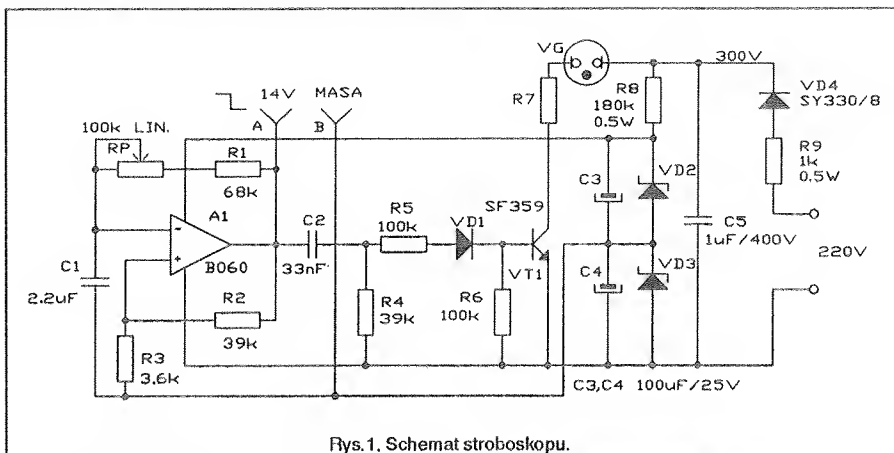 VG
300V
14V MASA
R7
R8
180k
0.5W
VD4
SY330/8
A
B
100k LIN.
RP
R1
68k
R9
1k
0.5W
C3
VD2
A1
C2
R5
100k
VD1
SF359
-
+
B060
33nF
VT1
C5
1uF/400V
220V
C1
2.2uF
R2
39k
R4
39k
R6
100k
C4
VD3
R3
3.6k
C3,C4 100uF/25V
Rys.1, Schemat stroboskopu.